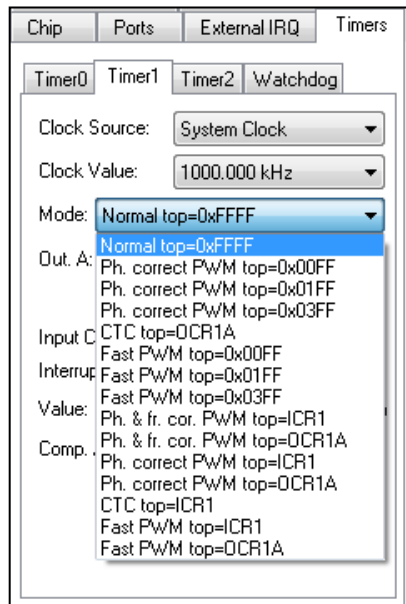 Chip Ports External IRQ Timers
Timer0 Timer1 Timer2 Watchdog
Clock Source: System Clock
Clock Value: 1000.000 kHz
Mode: Normal top=0xFFFF
Normal top=0xFFFF
Out. A:
Ph. correct PWM top=0x00FF
Ph. correct PWM top=0x01FF
Ph. correct PWM top=0x03FF
Input C
CTC top=OCR1A
Fast PWM top=0x00FF
Interrup
Fast PWM top=0x01FF
Fast PWM top=0x03FF
Value:
Ph. & fr. cor. PWM top=ICR1
Ph. & fr. cor. PWM top=OCR1A
Comp.
Ph. correct PWM top=ICR1
Ph. correct PWM top=OCR1A
CTC top=ICR1
Fast PWM top=ICR1
Fast PWM top=OCR1A